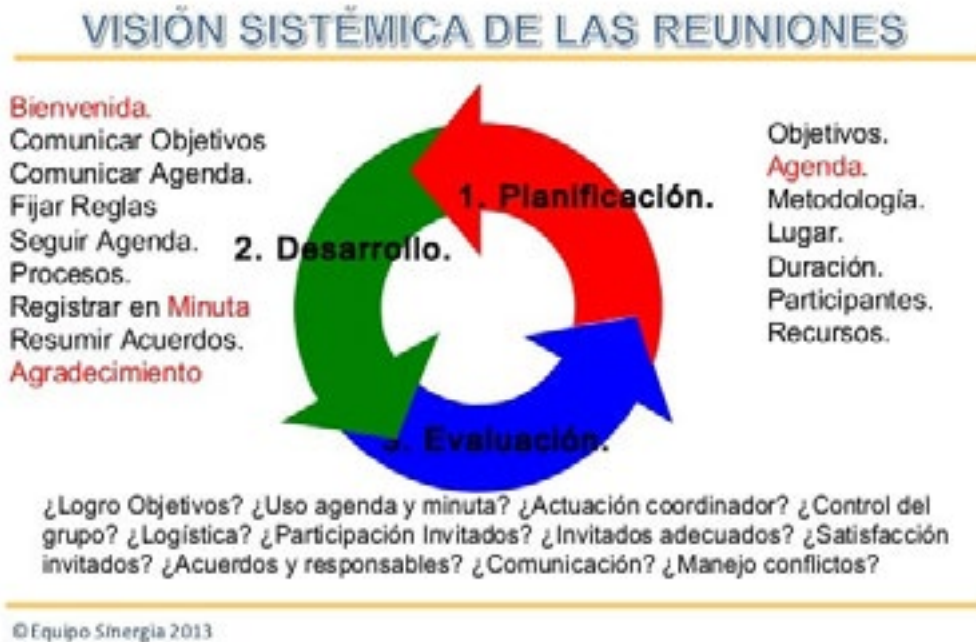 VISIÓN SISTÉMICA DE LAS REUNIONES
Bienvenida.
Comunicar Objetivos
Comunicar Agenda.
Fijar Reglas
Seguir Agenda.
Procesos.
Registrar en Minuta
Resumir Acuerdos.
Agradecimiento
1. Planificación.
2. Desarrollo.
3. Evaluación.
Objetivos.
Agenda.
Metodología.
Lugar.
Duración.
Participantes.
Recursos.
¿Logro Objetivos? ¿Uso agenda y minuta? ¿Actuación coordinador? ¿Control del
grupo? ¿Logística? ¿Participación Invitados? ¿Invitados adecuados? ¿Satisfacción
invitados? ¿Acuerdos y responsables? ¿Comunicación? ¿Manejo conflictos?
© Equipo Sinergia 2013